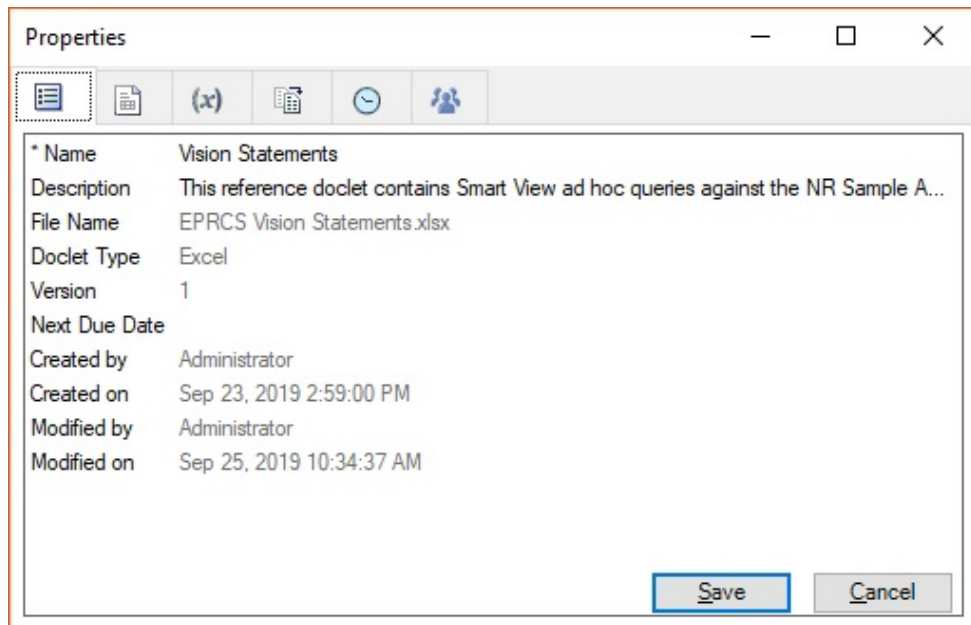 Properties
(x)
* Name Vision Statements
Description This reference doclet contains Smart View ad hoc queries against the NR Sample A...
File Name EPRCS Vision Statements.xlsx
Doclet Type Excel
Version 1
Next Due Date
Created by Administrator
Created on Sep 23, 2019 2:59:00 PM
Modified by Administrator
Modified on Sep 25, 2019 10:34:37 AM
Save Cancel